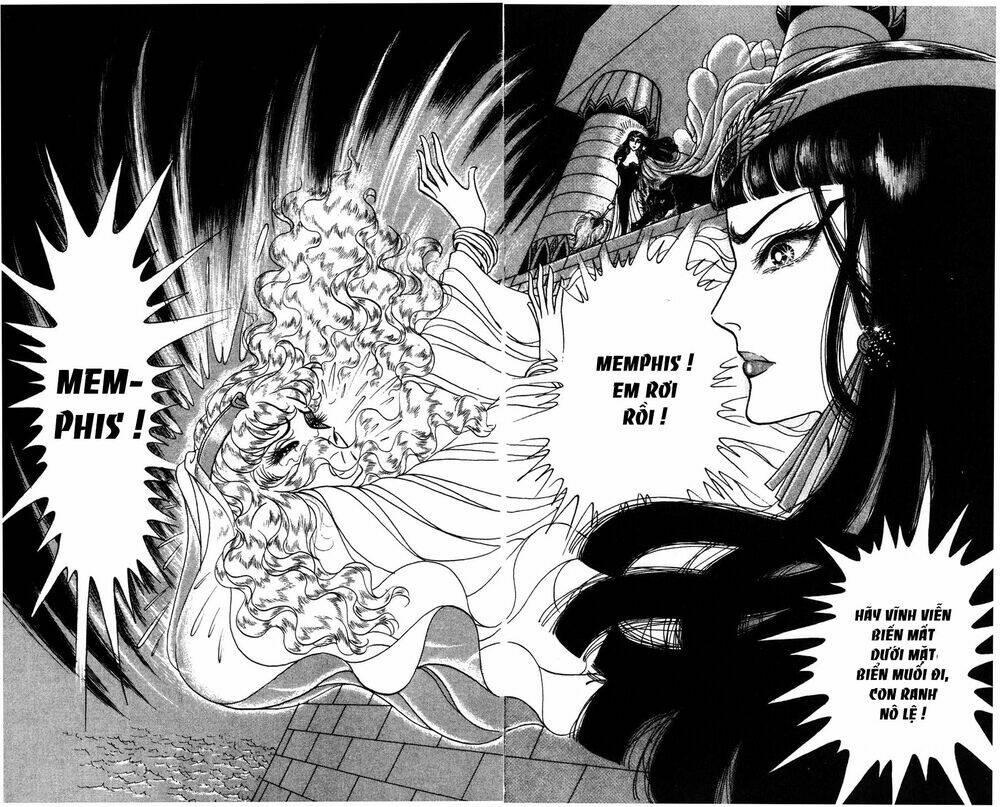 MEM-
PHIS !
MEMPHIS !
EM RƠI
RỒI !
HÃY VĨNH VIỄN
BIẾN MẤT
DƯỚI MẶT
BIỂN MUỐI ĐI,
CON RANH
NÔ LỆ !